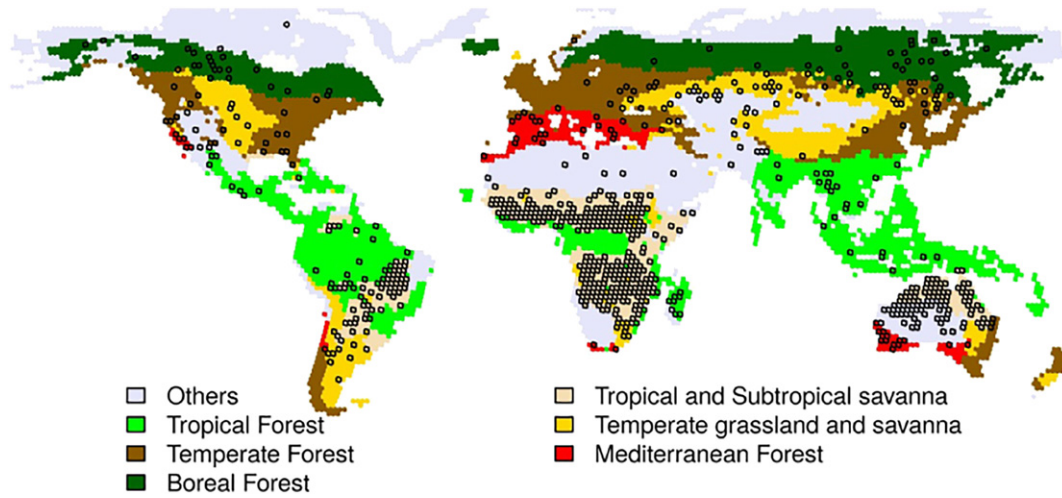 Others
Tropical Forest
Temperate Forest
Boreal Forest
Tropical and Subtropical savanna
Temperate grassland and savanna
Mediterranean Forest